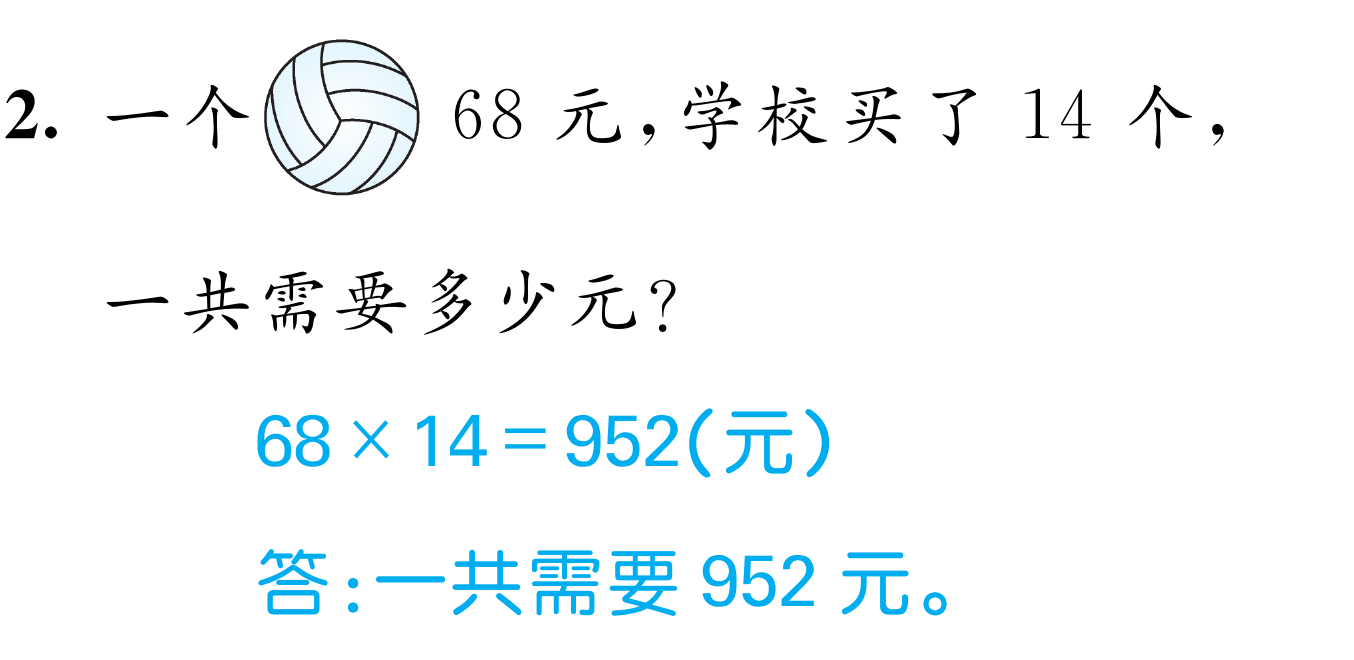 2. 一个 68 元,学校买了 14 个,
一共需要多少元?
68×14=952(元)
答:一共需要 952 元。